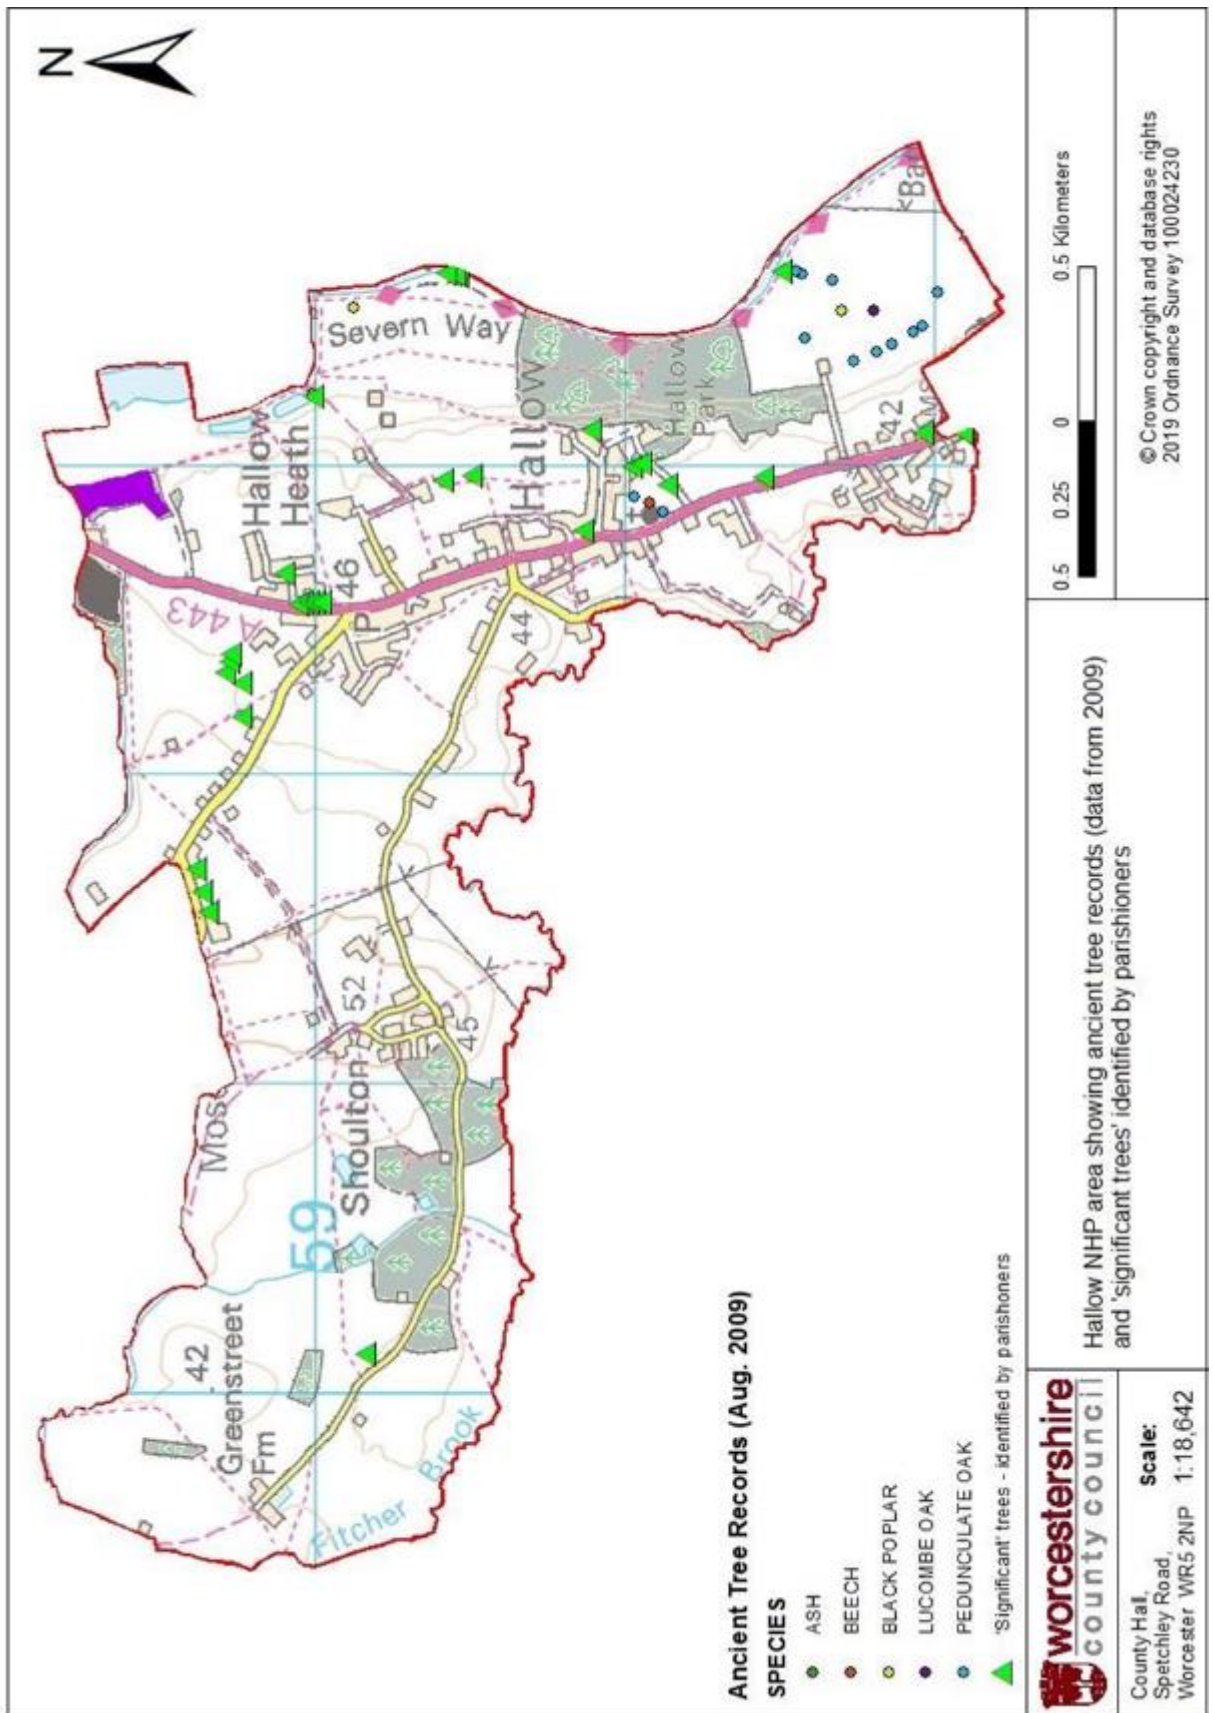 N
59
Mos
.42
Greenstreet
Fm
Fitcher Brook
Shoulton
52
45
A 443
Hallow
Heath
46
P
44
Severn Way
Hallow
Hallow
Park
42
Ba
Ancient Tree Records (Aug. 2009)
SPECIES
ASH
BEECH
BLACK POPLAR
LUCOMBE OAK
PEDUNCULATE OAK
'Significant' trees - identified by parishoners
worcestershire
county council
County Hall,
Spetchley Road,
Worcester WR5 2NP
Scale:
1:18,642
Hallow NHP area showing ancient tree records (data from 2009)
and 'significant trees' identified by parishioners
0.5 0.25 0 0.5 Kilometers
© Crown copyright and database rights
2019 Ordnance Survey 100024230